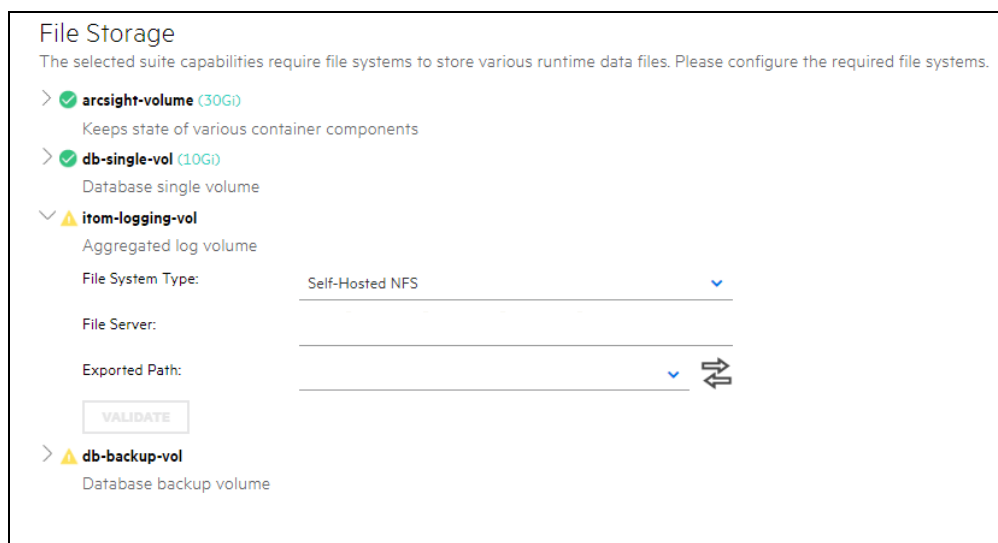 File Storage
The selected suite capabilities require file systems to store various runtime data files. Please configure the required file systems.
arcsight-volume (30Gi)
Keeps state of various container components
db-single-vol (10Gi)
Database single volume
itom-logging-vol
Aggregated log volume
File System Type: Self-Hosted NFS
File Server:
Exported Path:
VALIDATE
db-backup-vol
Database backup volume